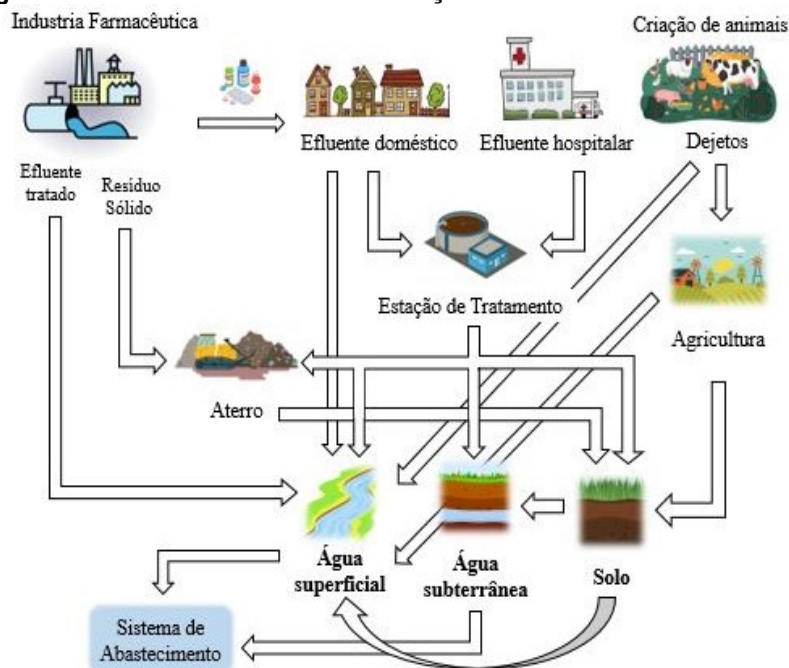 Industria Farmacêutica
Criação de animais
Efluente doméstico
Efluente hospitalar
Dejetos
Efluente
tratado
Resíduo
Sólido
Estação de Tratamento
Agricultura
Aterro
Água
superficial
Água
subterrânea
Solo
Sistema de
Abastecimento